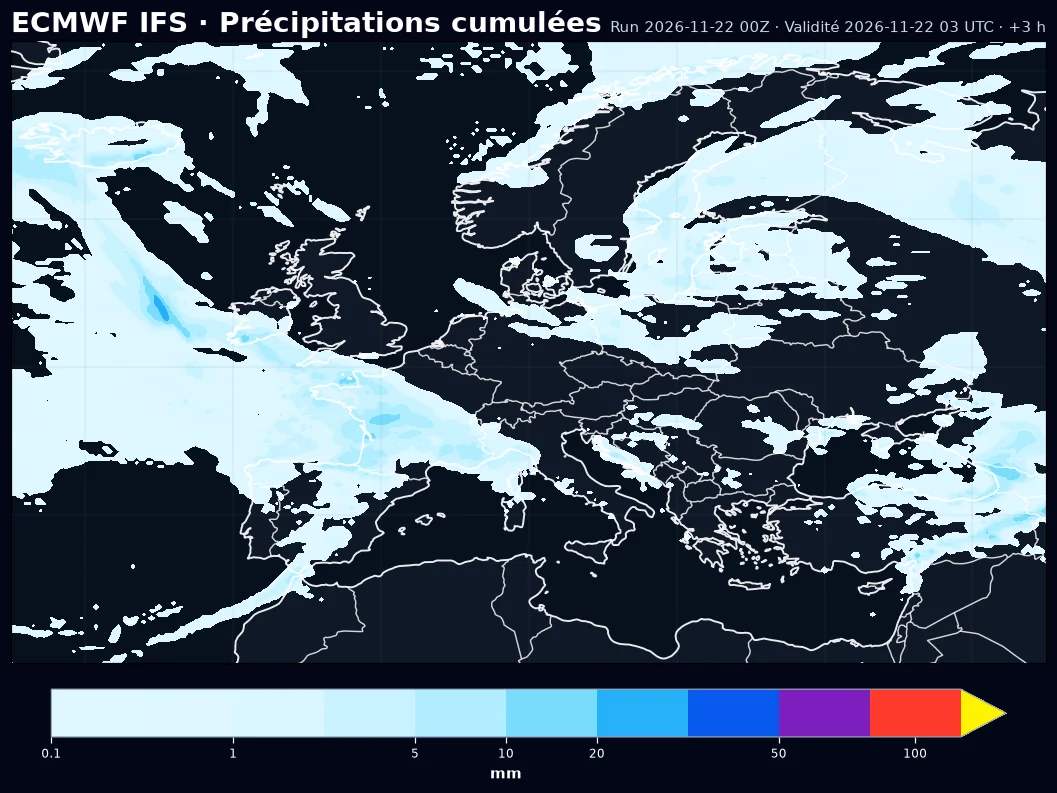 ECMWF IFS · Précipitations cumulées Run 2026-11-22 00Z · Validité 2026-11-22 03 UTC · +3 h
0.1 1 5 10 20 50 100
mm